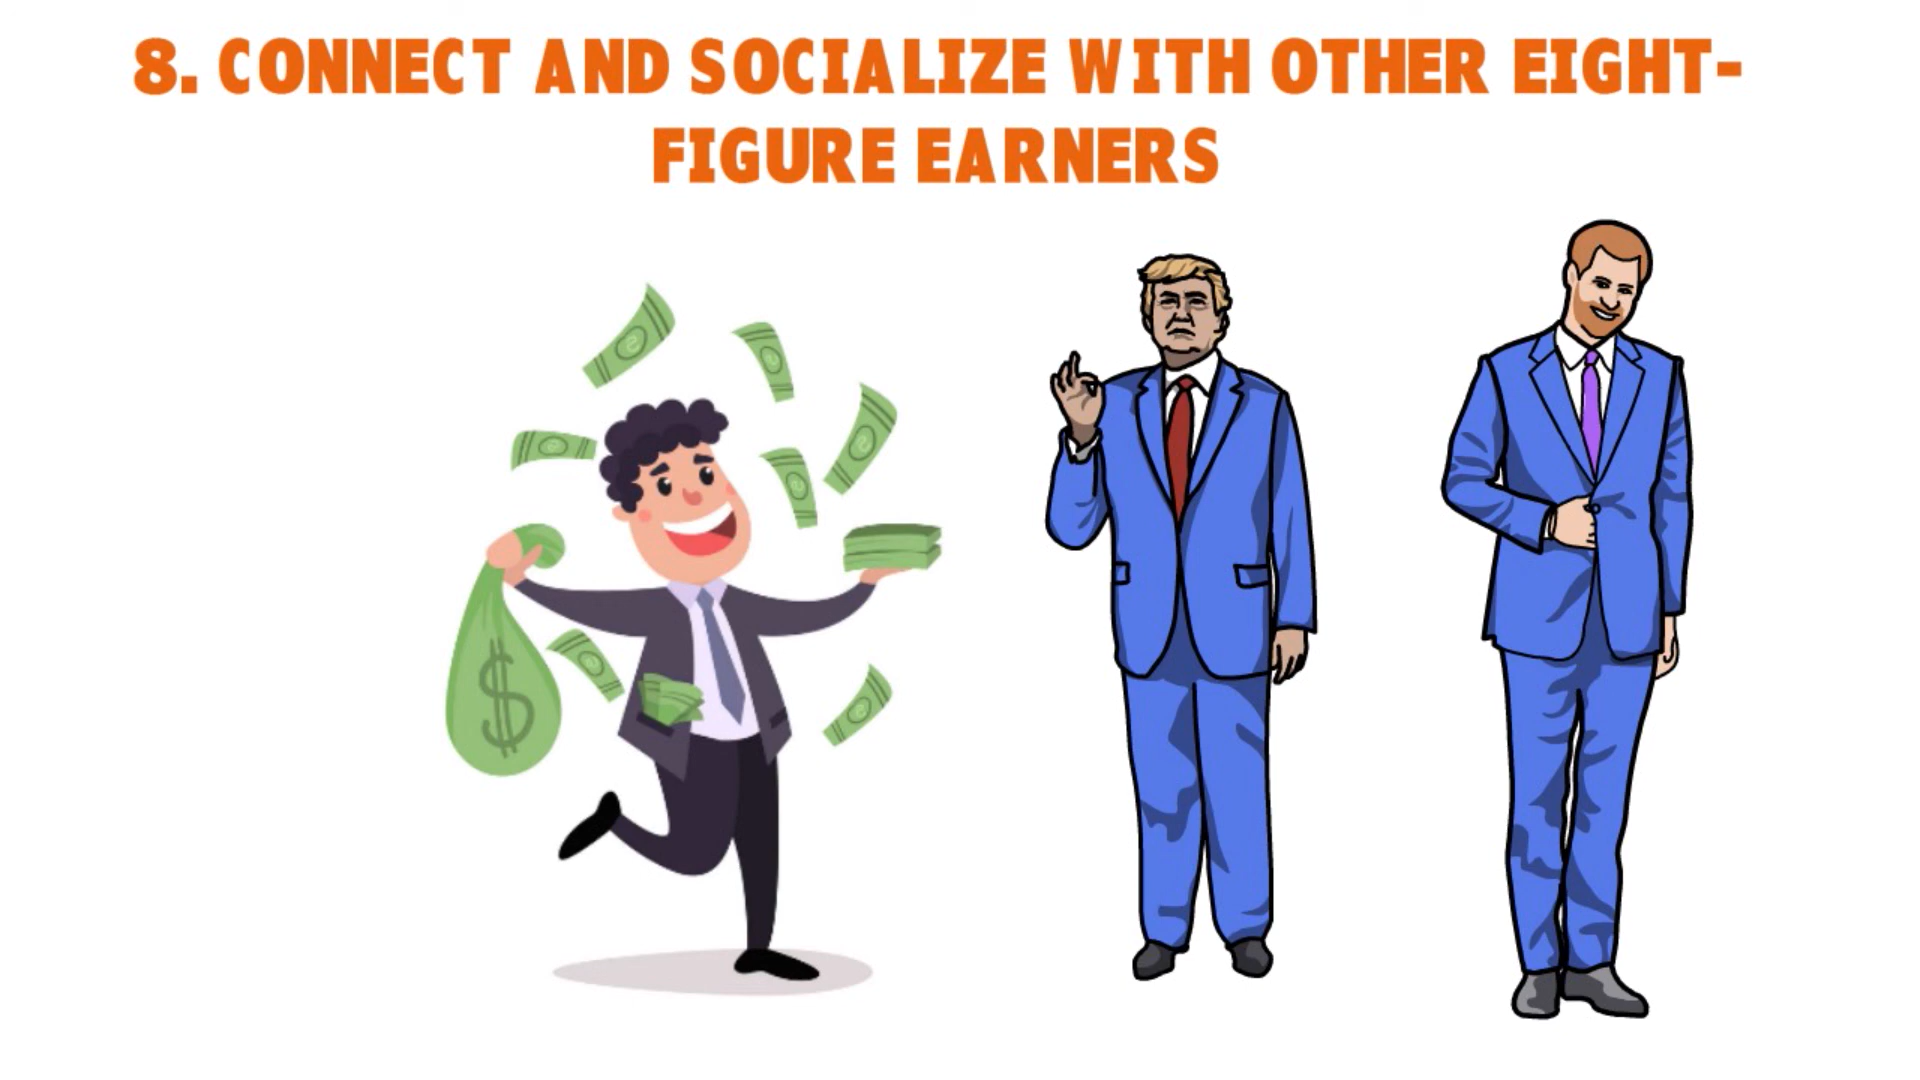 8. CONNECT AND SOCIALIZE WITH OTHER EIGHT-
FIGURE EARNERS
$